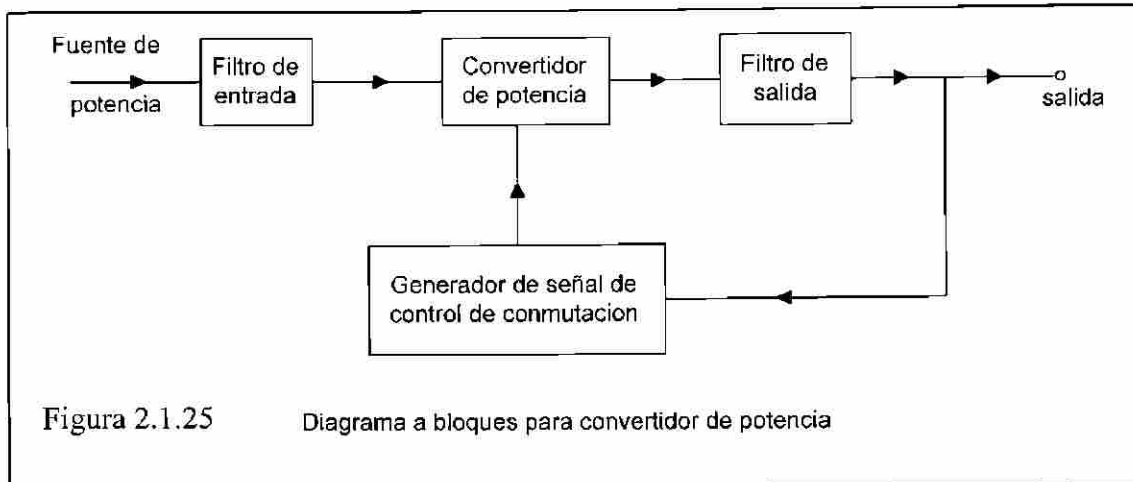 Fuente de
potencia
Filtro de
entrada
Convertidor
de potencia
Filtro de
salida
salida
Generador de señal de
control de conmutacion
Figura 2.1.25 Diagrama a bloques para convertidor de potencia